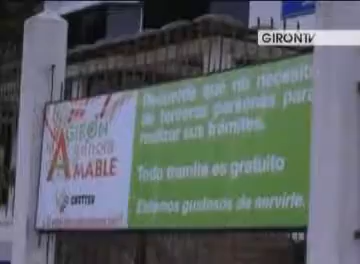 GIRONTV
GIRÓN
AMABLE
Recuerde que no necesita
de terceras personas para
realizar sus trámites.
Todo tramite es gratuito
Estamos gustosos de servirle.